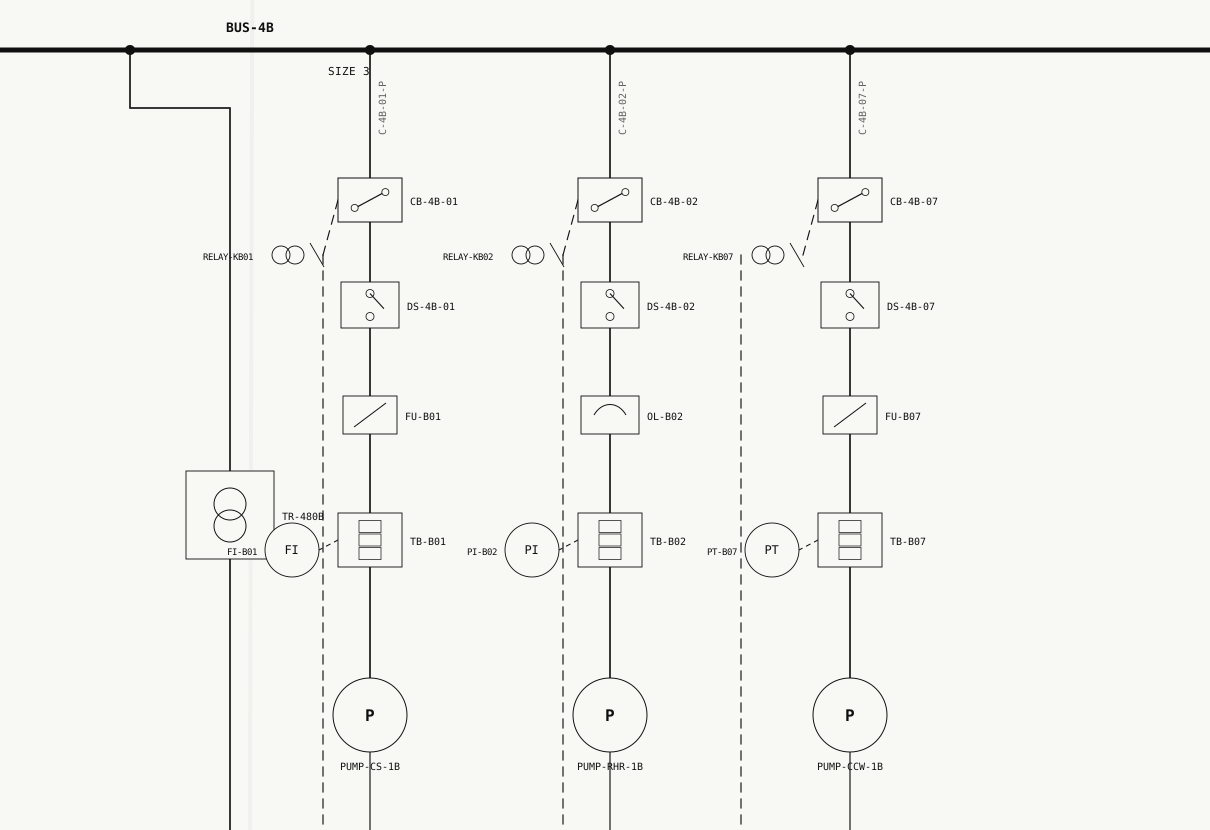 BUS-4B
SIZE 3
C-4B-01-P
C-4B-02-P
C-4B-07-P
CB-4B-01
CB-4B-02
CB-4B-07
RELAY-KB01
RELAY-KB02
RELAY-KB07
DS-4B-01
DS-4B-02
DS-4B-07
FU-B01
OL-B02
FU-B07
TR-480B
FI-B01
FI
TB-B01
PI-B02
PI
TB-B02
PT-B07
PT
TB-B07
P
P
P
PUMP-CS-1B
PUMP-RHR-1B
PUMP-CCW-1B